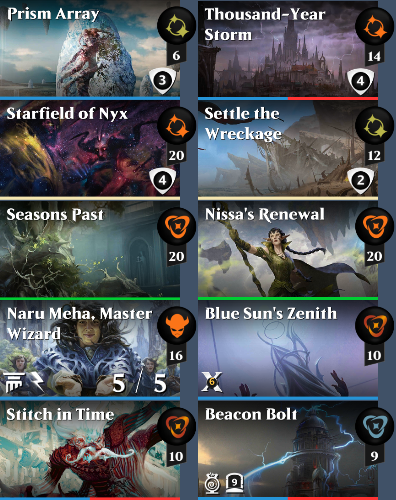 Prism Array
6
3
Thousand-Year
Storm
14
4
Starfield of Nyx
20
4
Settle the
Wreckage
12
2
Seasons Past
20
Nissa's Renewal
20
Naru Meha, Master
Wizard
16
5 / 5
Blue Sun's Zenith
10
X
6
Stitch in Time
10
Beacon Bolt
9
9